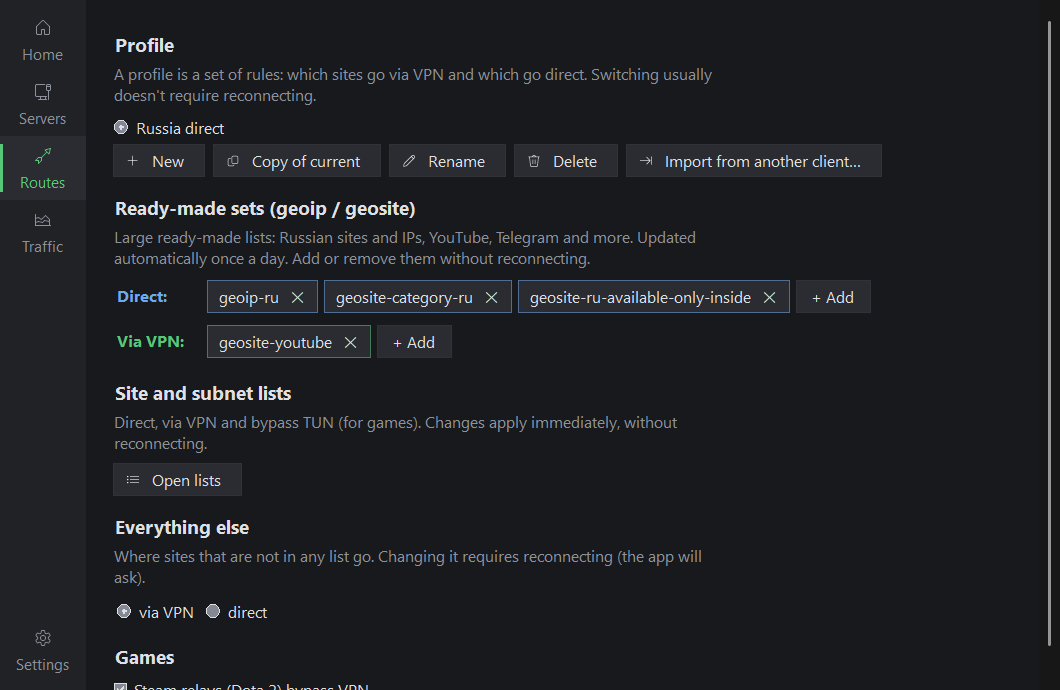 Home
Servers
Routes
Traffic
Settings
Profile
A profile is a set of rules: which sites go via VPN and which go direct. Switching usually
doesn't require reconnecting.
Russia direct
New Copy of current Rename Delete Import from another client...
Ready-made sets (geoip / geosite)
Large ready-made lists: Russian sites and IPs, YouTube, Telegram and more. Updated
automatically once a day. Add or remove them without reconnecting.
Direct: geoip-ru geosite-category-ru geosite-ru-available-only-inside + Add
Via VPN: geosite-youtube + Add
Site and subnet lists
Direct, via VPN and bypass TUN (for games). Changes apply immediately, without
reconnecting.
Open lists
Everything else
Where sites that are not in any list go. Changing it requires reconnecting (the app will
ask).
via VPN direct
Games
Steam relays (Dota 2) bypass VPN